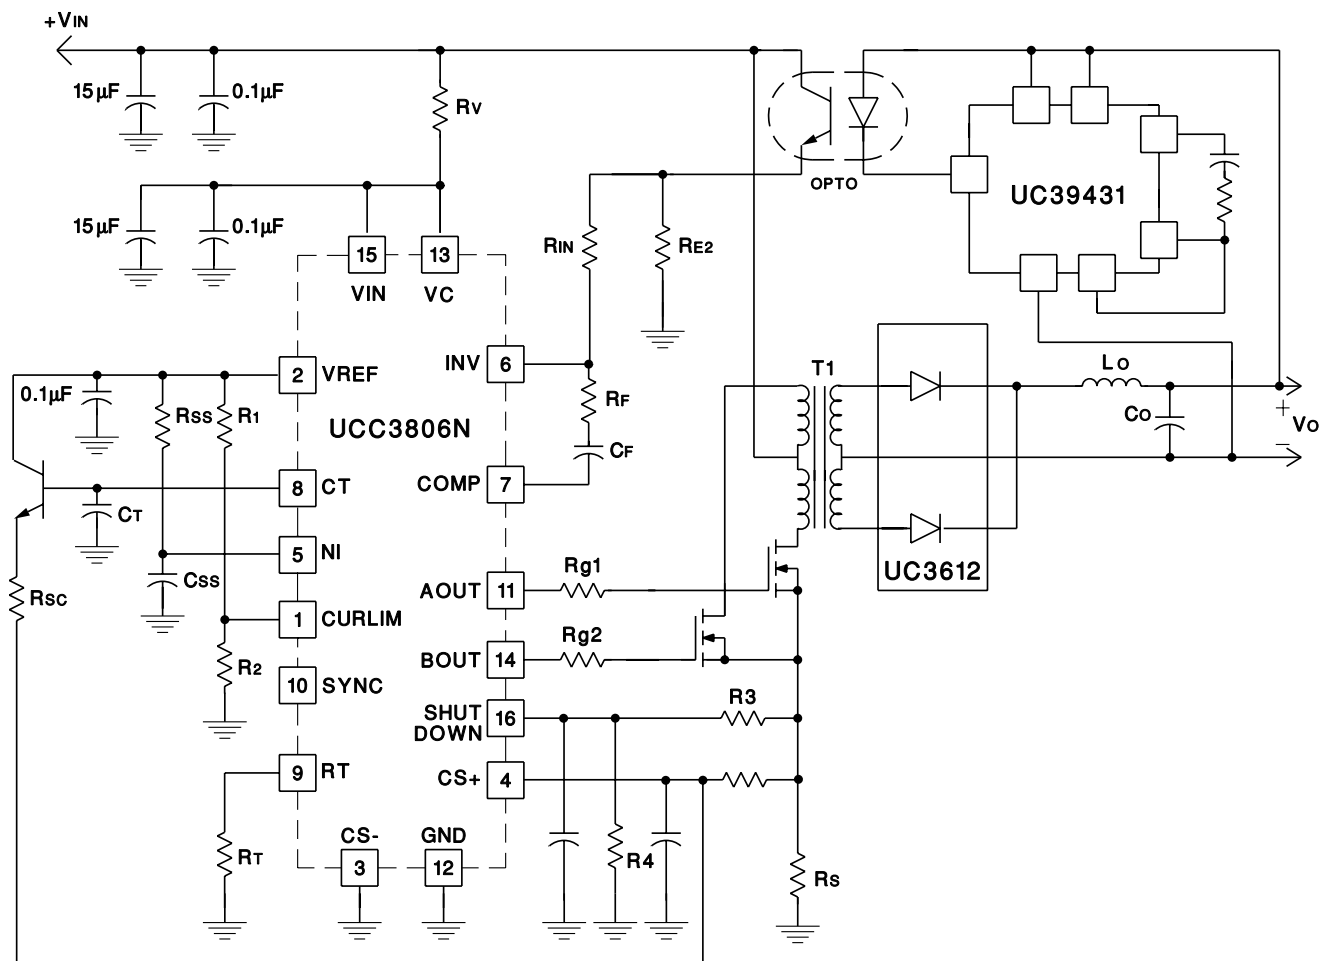 +VIN
15µF
0.1µF
RV
OPTO
UC39431
15µF
0.1µF
15
13
VIN
VC
RIN
RE2
2
VREF
INV
6
T1
LO
CO
+
VO
–
0.1µF
RSS
R1
UCC3806N
RF
CF
8
CT
COMP
7
CT
5
NI
CSS
RSC
1
CURLIM
AOUT
11
Rg1
UC3612
R2
BOUT
14
Rg2
10
SYNC
SHUT
DOWN
16
R3
9
RT
CS+
4
RT
CS-
GND
3
12
R4
RS